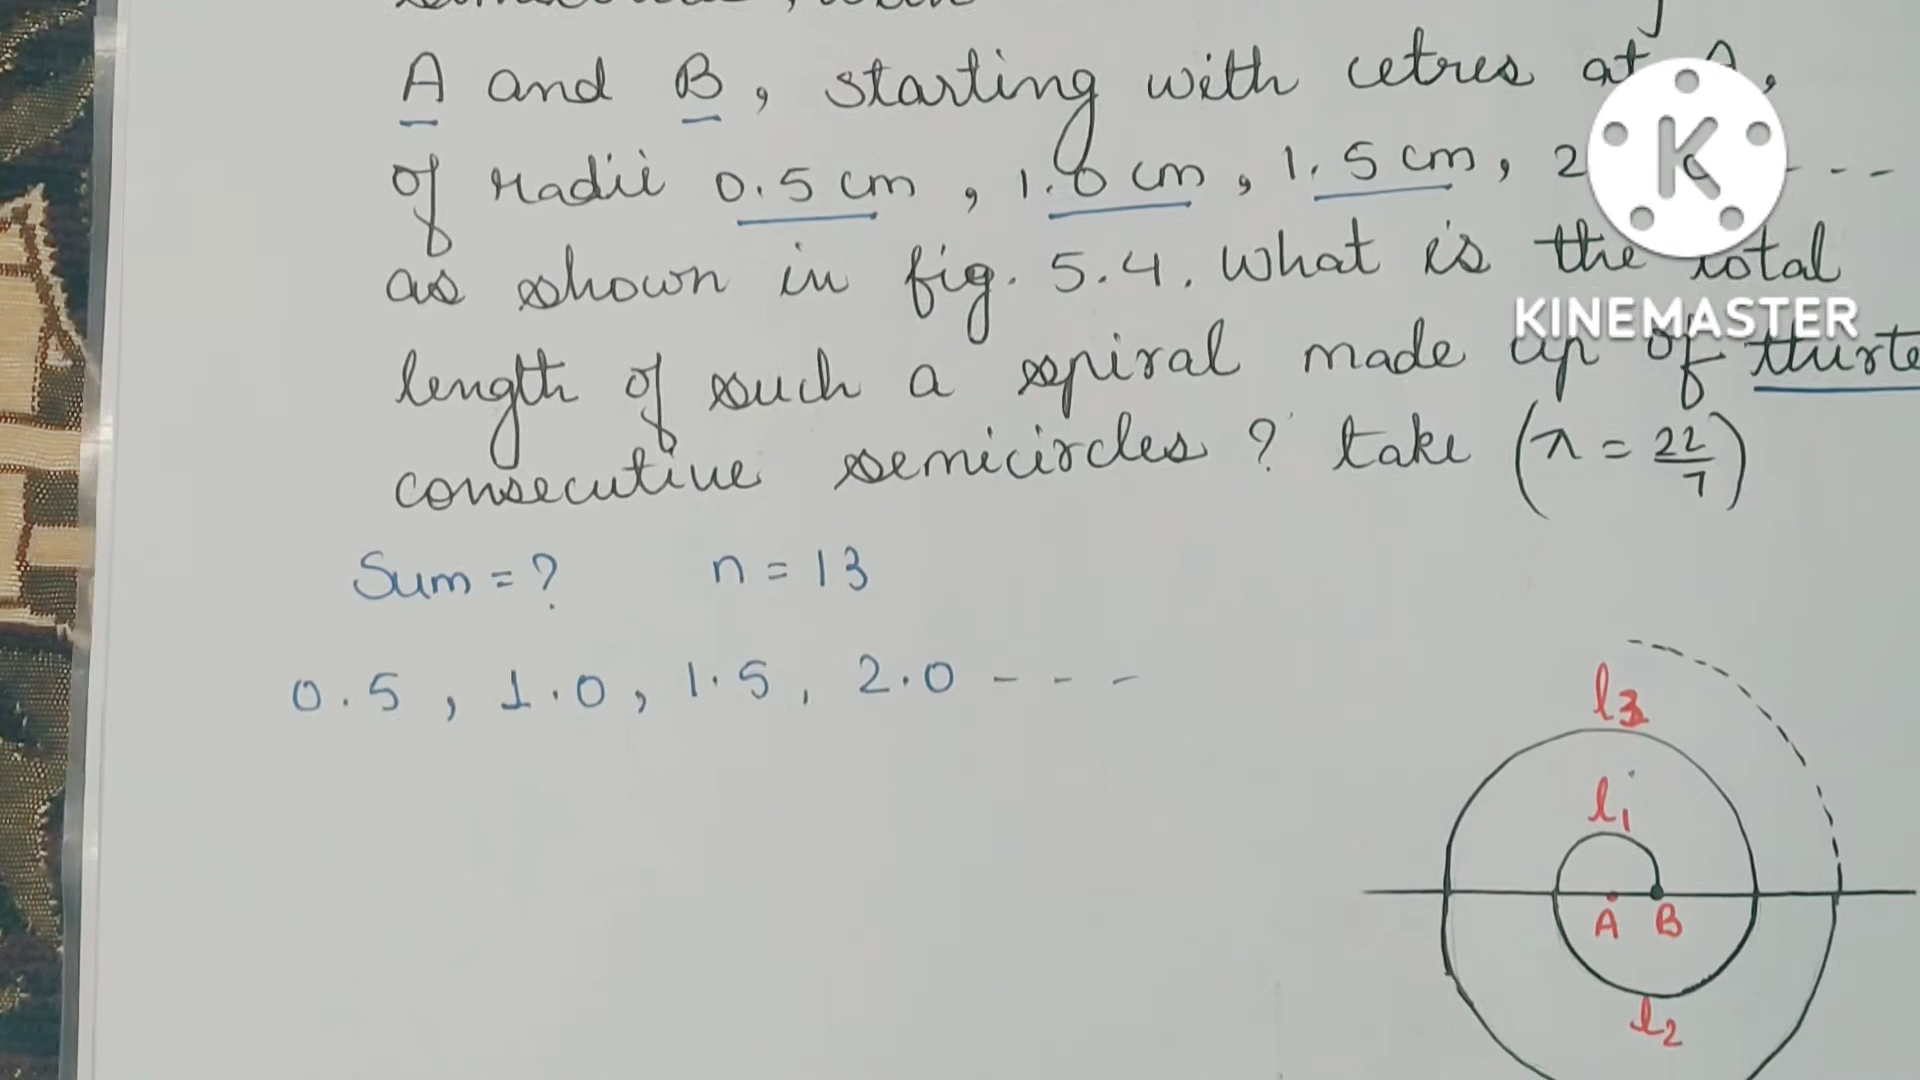 A and B, starting with cetres at A,
of radii 0.5 cm, 1.0 cm, 1.5 cm, 2 - - -
as shown in fig. 5.4. What is the total
length of such a spiral made up of
consecutive semicircles ? take (π = 22/7)
K
KINEMASTER
Sum = ? n = 13
0.5, 1.0, 1.5, 2.0 - - -
l3
l1
A B
l2